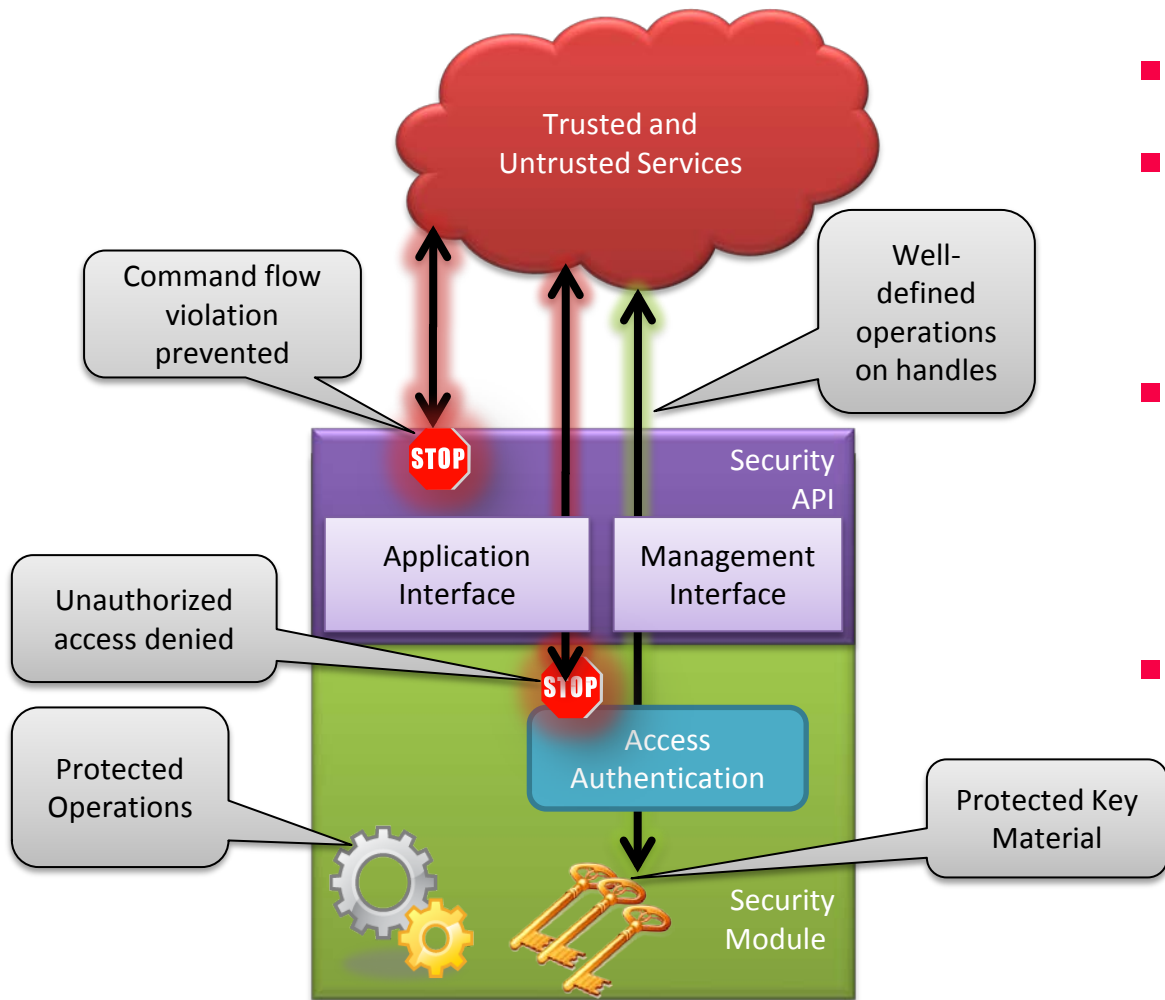 Trusted and
Untrusted Services
Command flow
violation
prevented
Well-
defined
operations
on handles
STOP
Security
API
Application
Interface
Management
Interface
Unauthorized
access denied
STOP
Access
Authentication
Protected
Operations
Protected Key
Material
Security
Module